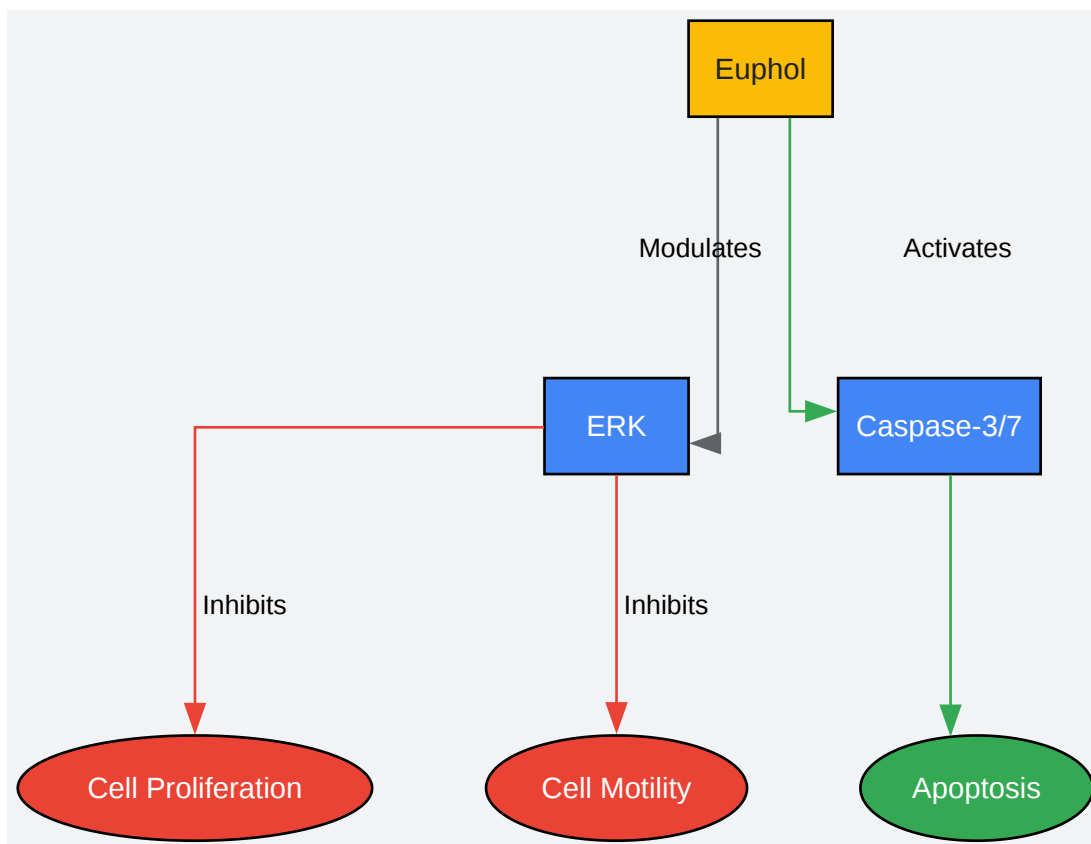 Euphol
Modulates
Activates
ERK
Caspase-3/7
Inhibits
Inhibits
Cell Proliferation
Cell Motility
Apoptosis